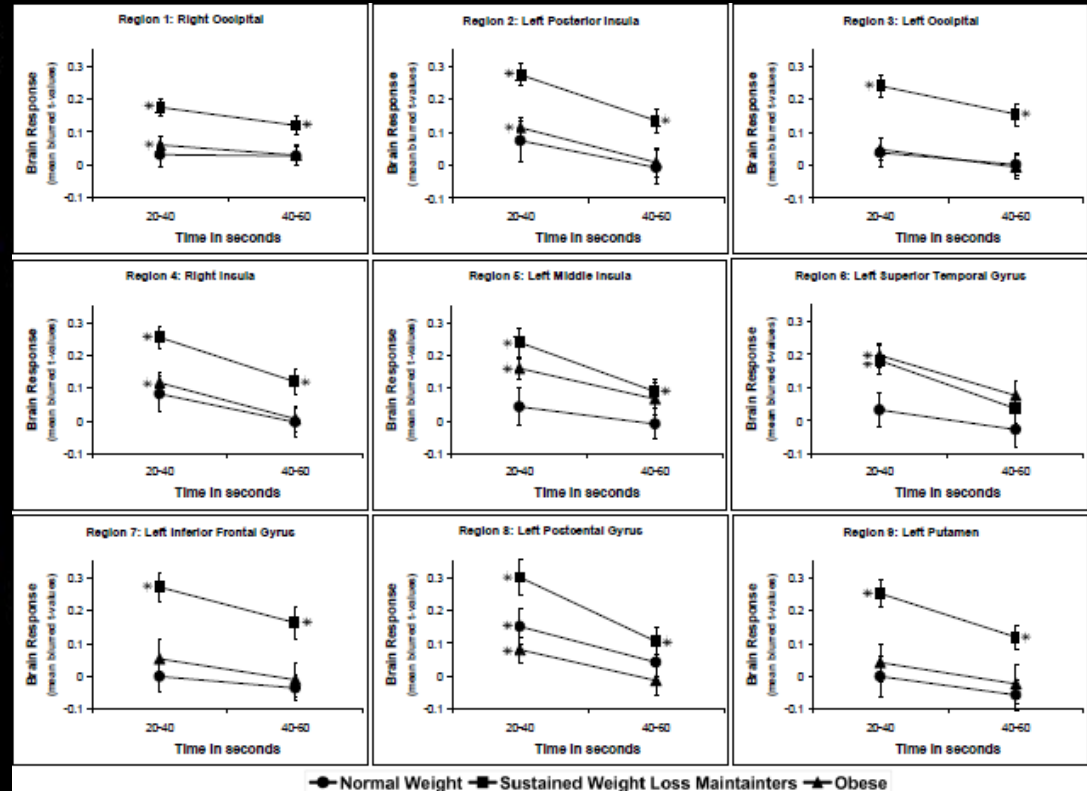 Region 1: Right Occipital
Brain Response
(mean blurred t-values)
0.3
0.2
0.1
0
-0.1
20-40
40-60
Time in seconds
Region 2: Left Posterior Insula
Brain Response
(mean blurred t-values)
0.3
0.2
0.1
0
-0.1
*
*
*
20-40
40-60
Time in seconds
Region 3: Left Occipital
Brain Response
(mean blurred t-values)
0.3
0.2
0.1
0
-0.1
*
*
20-40
40-60
Time in seconds
Region 4: Right Insula
Brain Response
(mean blurred t-values)
0.3
0.2
0.1
0
-0.1
*
*
*
20-40
40-60
Time in seconds
Region 5: Left Middle Insula
Brain Response
(mean blurred t-values)
0.3
0.2
0.1
0
-0.1
*
*
*
20-40
40-60
Time in seconds
Region 6: Left Superior Temporal Gyrus
Brain Response
(mean blurred t-values)
0.3
0.2
0.1
0
-0.1
*
*
20-40
40-60
Time in seconds
Region 7: Left Inferior Frontal Gyrus
Brain Response
(mean blurred t-values)
0.3
0.2
0.1
0
-0.1
*
*
20-40
40-60
Time in seconds
Region 8: Left Postcental Gyrus
Brain Response
(mean blurred t-values)
0.3
0.2
0.1
0
-0.1
*
*
*
*
20-40
40-60
Time in seconds
Region 9: Left Putamen
Brain Response
(mean blurred t-values)
0.3
0.2
0.1
0
-0.1
*
*
20-40
40-60
Time in seconds
Normal Weight Sustained Weight Loss Maintainters Obese